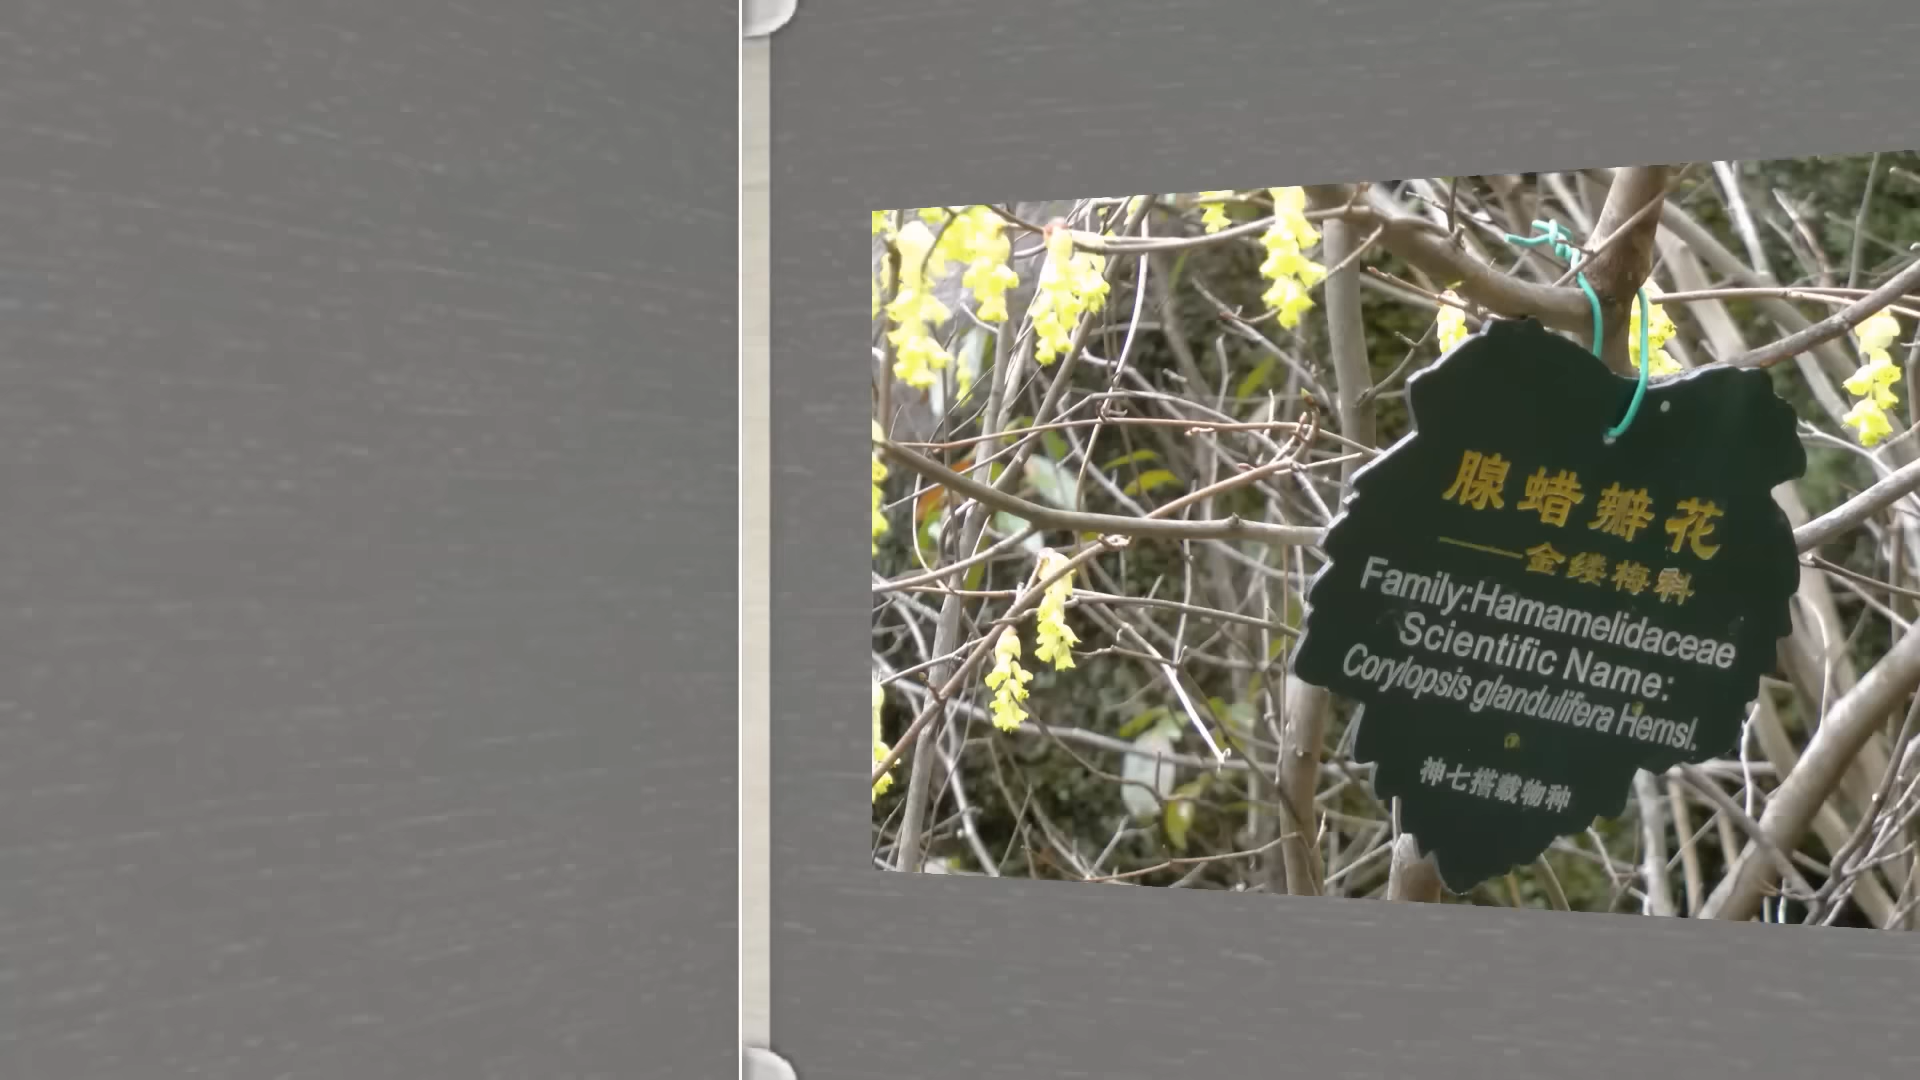 腺蜡瓣花
——金缕梅科
Family:Hamamelidaceae
Scientific Name:
Corylopsis glandulifera Hemsl.
神七搭载物种